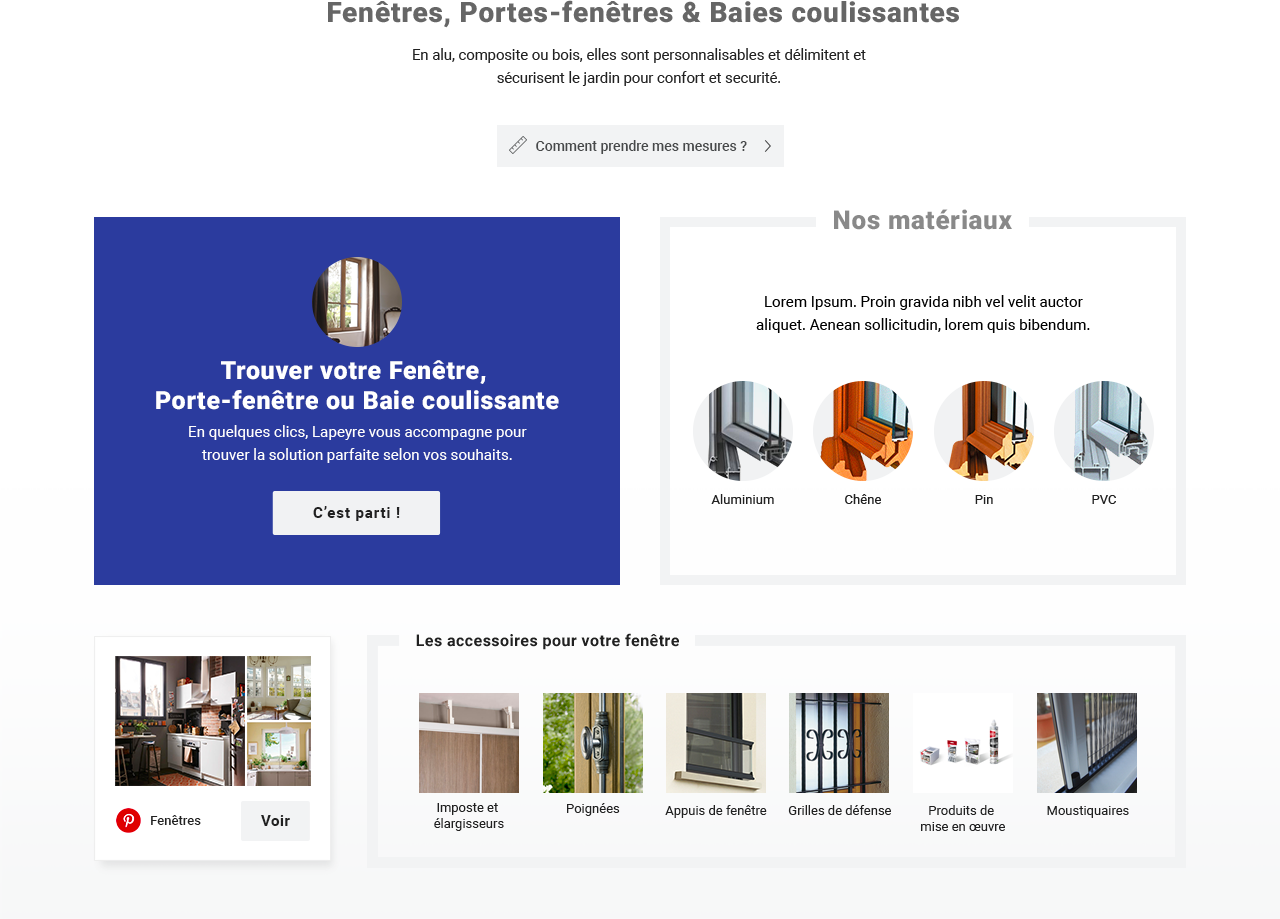 Fenêtres, Portes-fenêtres & Baies coulissantes
En alu, composite ou bois, elles sont personnalisables et délimitent et
sécurisent le jardin pour confort et securité.
Comment prendre mes mesures ?
Trouver votre Fenêtre,
Porte-fenêtre ou Baie coulissante
En quelques clics, Lapeyre vous accompagne pour
trouver la solution parfaite selon vos souhaits.
C’est parti !
Nos matériaux
Lorem Ipsum. Proin gravida nibh vel velit auctor
aliquet. Aenean sollicitudin, lorem quis bibendum.
Aluminium
Chêne
Pin
PVC
Fenêtres
Voir
Les accessoires pour votre fenêtre
Imposte et
élargisseurs
Poignées
Appuis de fenêtre
Grilles de défense
Produits de
mise en œuvre
Moustiquaires